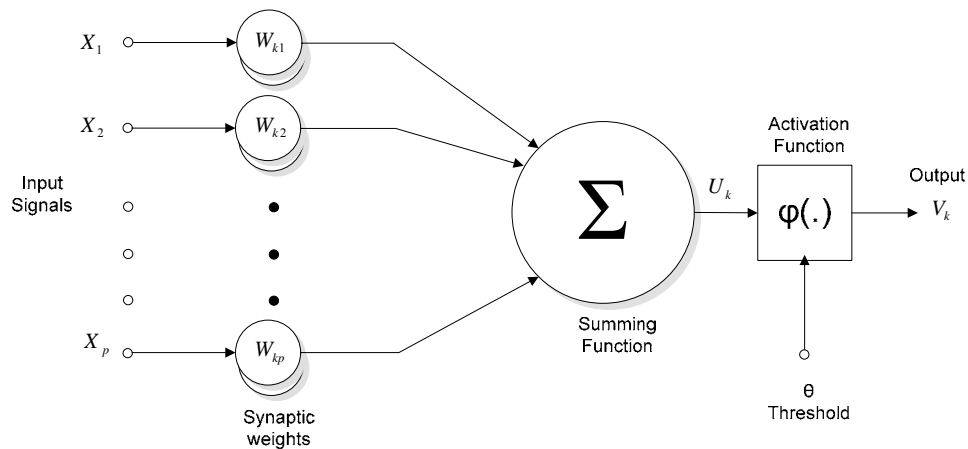 X1
Wk1
X2
Wk2
Activation
Function
Input
Signals
Σ
Uk
φ(.)
Output
Vk
Xp
Wkp
Summing
Function
Synaptic
weights
θ
Threshold